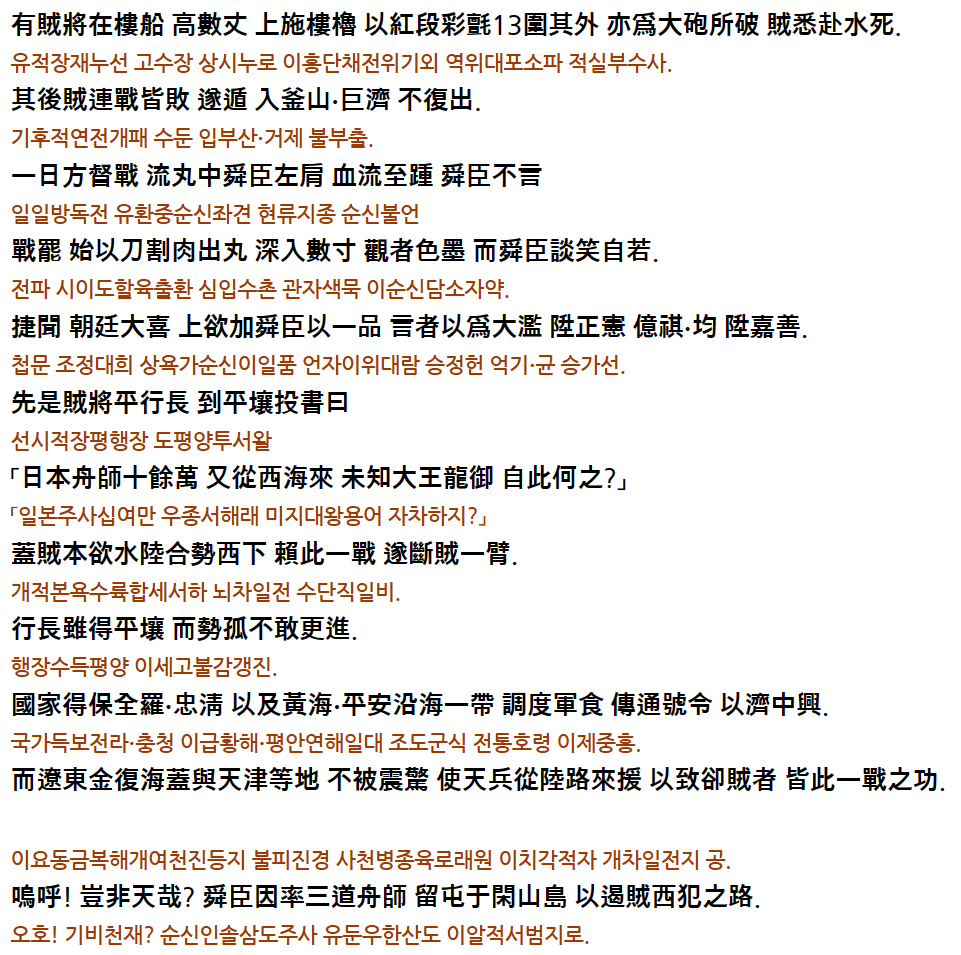 有賊將在樓船 高數丈 上施樓櫓 以紅段彩氈13圍其外 亦爲大砲所破 賊悉赴水死.
유적장재누선 고수장 상시누로 이홍단채전위기외 역위대포소파 적실부수사.
其後賊連戰皆敗 遂遁 入釜山·巨濟 不復出.
기후적연전개패 수둔 입부산·거제 불부출.
一日方督戰 流丸中舜臣左肩 血流至踵 舜臣不言
일일방독전 유환중순신좌견 현류지종 순신불언
戰罷 始以刀割肉出丸 深入數寸 觀者色墨 而舜臣談笑自若.
전파 시이도할육출환 심입수촌 관자색묵 이순신담소자약.
捷聞 朝廷大喜 上欲加舜臣以一品 言者以爲大濫 陞正憲 億祺·均 陞嘉善.
첩문 조정대희 상욕가순신이일품 언자이위대람 승정헌 억기·균 승가선.
先是賊將平行長 到平壤投書曰
선시적장평행장 도평양투서왈
「日本舟師十餘萬 又從西海來 未知大王龍御 自此何之?」
「일본주사십여만 우종서해래 미지대왕용어 자차하지?」
蓋賊本欲水陸合勢西下 賴此一戰 遂斷賊一臂.
개적본욕수륙합세서하 뇌차일전 수단직일비.
行長雖得平壤 而勢孤不敢更進.
행장수득평양 이세고불감갱진.
國家得保全羅·忠淸 以及黃海·平安沿海一帶 調度軍食 傳通號令 以濟中興.
국가득보전라·충청 이급황해·평안연해일대 조도군식 전통호령 이제중흥.
而遼東金復海蓋與天津等地 不被震驚 使天兵從陸路來援 以致卻賊者 皆此一戰之功.
이요동금복해개여천진등지 불피진경 사천병종육로래원 이치각적자 개차일전지 공.
嗚呼! 豈非天哉? 舜臣因率三道舟師 留屯于閑山島 以遏賊西犯之路.
오호! 기비천재? 순신인솔삼도주사 유둔우한산도 이알적서범지로.